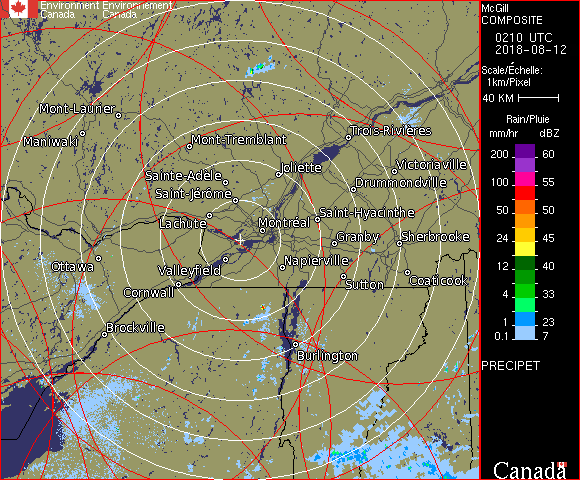 Environment Environnement
Canada Canada
Mont-Laurier
Maniwaki
Mont-Tremblant
Trois-Rivières
Sainte-Adèle
Joliette
Victoriaville
Saint-Jérôme
Drummondville
Lachute
Montréal
Saint-Hyacinthe
Granby
Sherbrooke
Ottawa
Valleyfield
Napierville
Cornwall
Sutton
Coaticook
Brockville
Burlington
McGill
COMPOSITE
0210 UTC
2018-08-12
Scale/Échelle:
1km/Pixel
40 KM
Rain/Pluie
mm/hr dBZ
200 60
100 55
50 50
24 45
12 40
4 33
1 23
0.1 7
PRECIPET
Canada